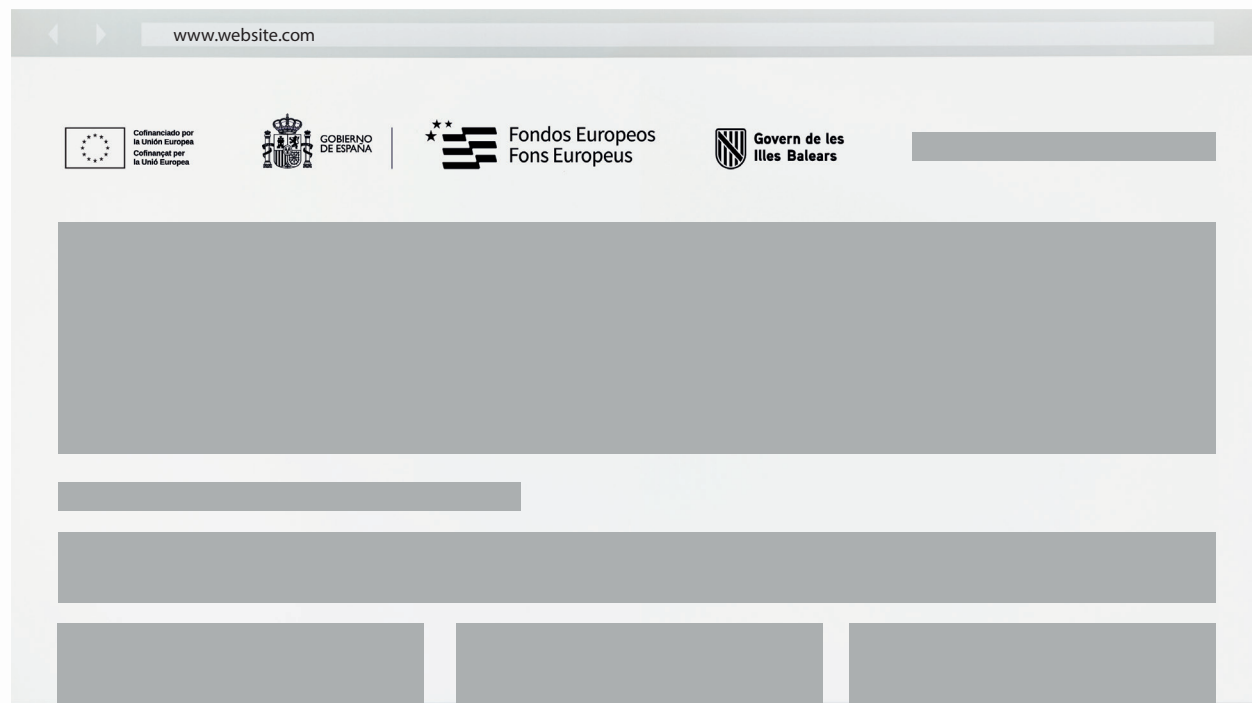 www.website.com
Cofinanciado por
la Unión Europea
Cofinançat per
la Unió Europea
GOBIERNO
DE ESPAÑA
Fondos Europeos
Fons Europeus
Govern de les
Illes Balears